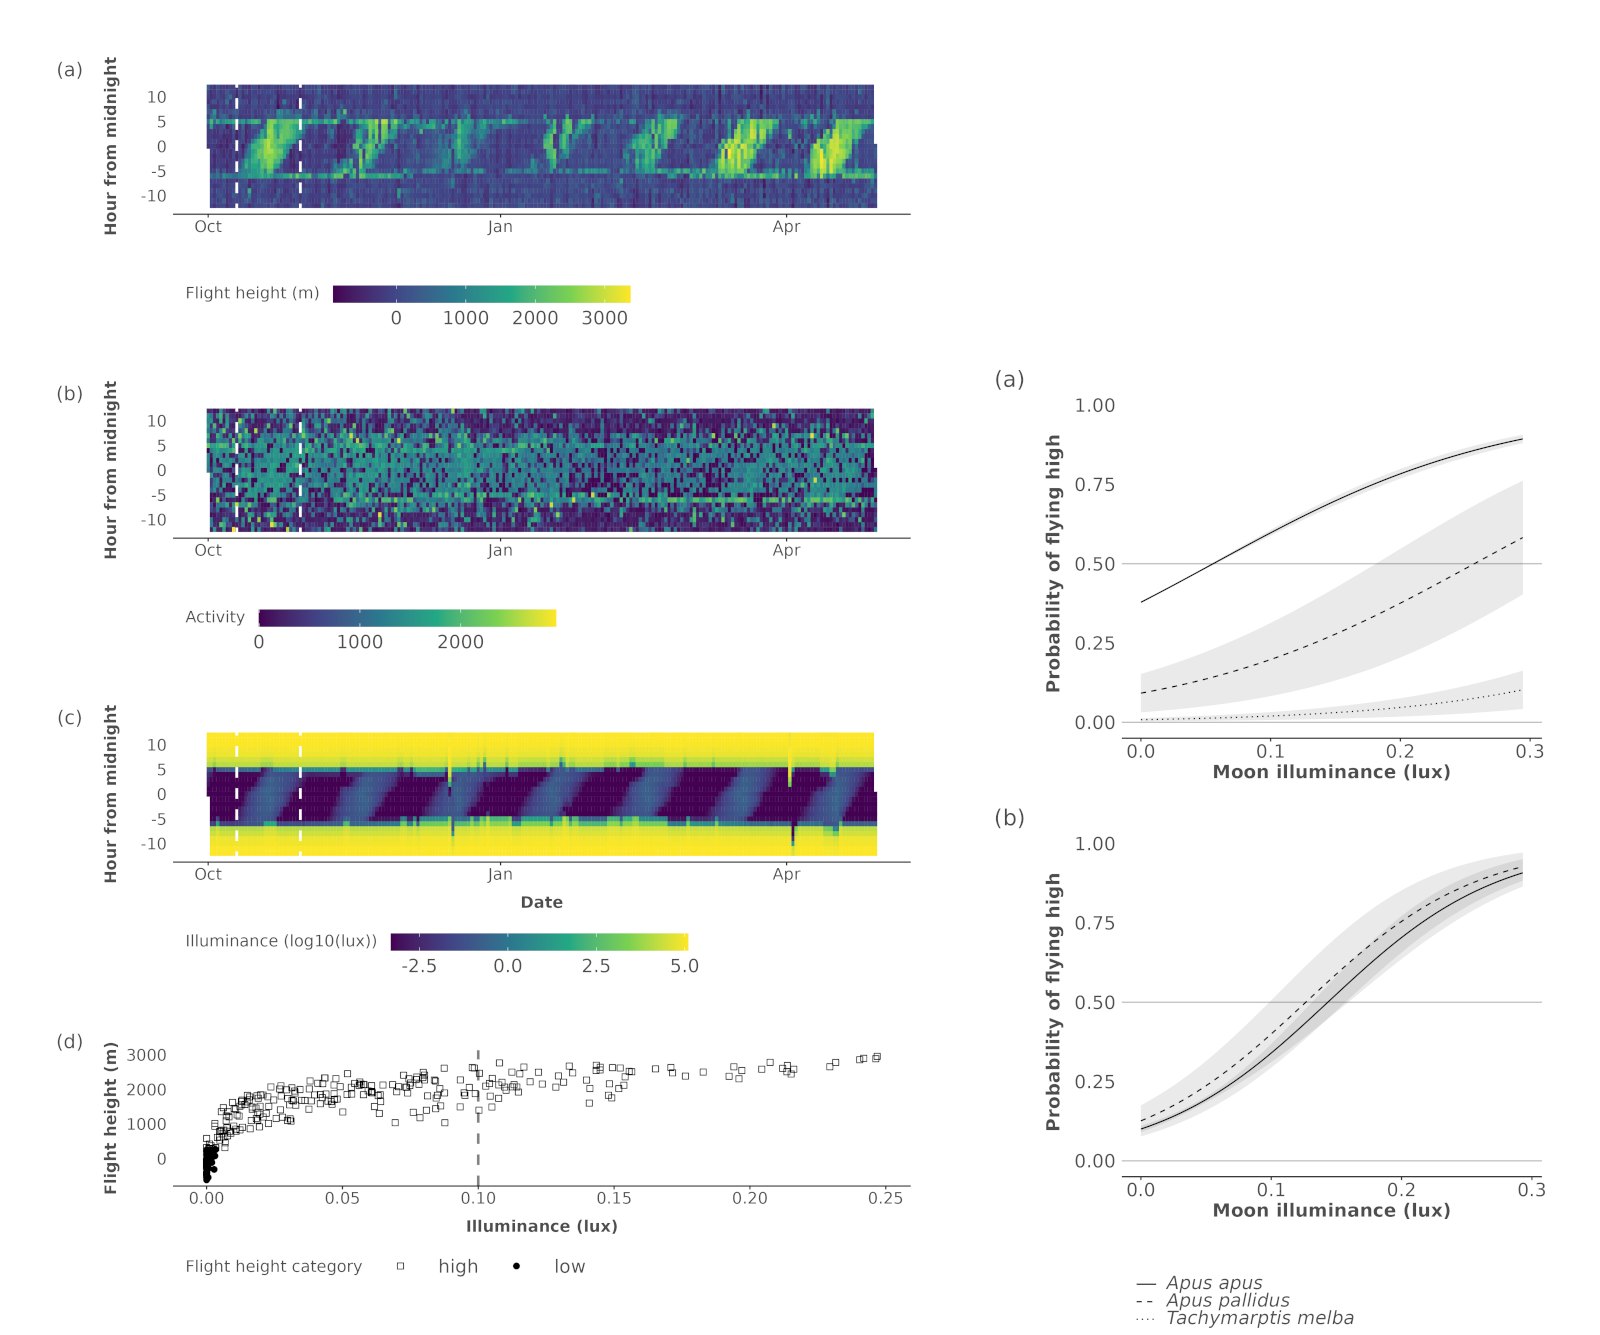 (a)
Hour from midnight
10
5
0
-5
-10
Oct Jan Apr
Flight height (m)
0 1000 2000 3000
(b)
Hour from midnight
10
5
0
-5
-10
Oct Jan Apr
Activity
0 1000 2000
(c)
Hour from midnight
10
5
0
-5
-10
Oct Jan Apr
Date
Illuminance (log10(lux))
-2.5 0.0 2.5 5.0
(d)
Flight height (m)
3000
2000
1000
0
0.00 0.05 0.10 0.15 0.20 0.25
Illuminance (lux)
Flight height category high low
(a)
Probability of flying high
1.00
0.75
0.50
0.25
0.00
0.0 0.1 0.2 0.3
Moon illuminance (lux)
(b)
Probability of flying high
1.00
0.75
0.50
0.25
0.00
0.0 0.1 0.2 0.3
Moon illuminance (lux)
Apus apus
Apus pallidus
Tachymarptis melba